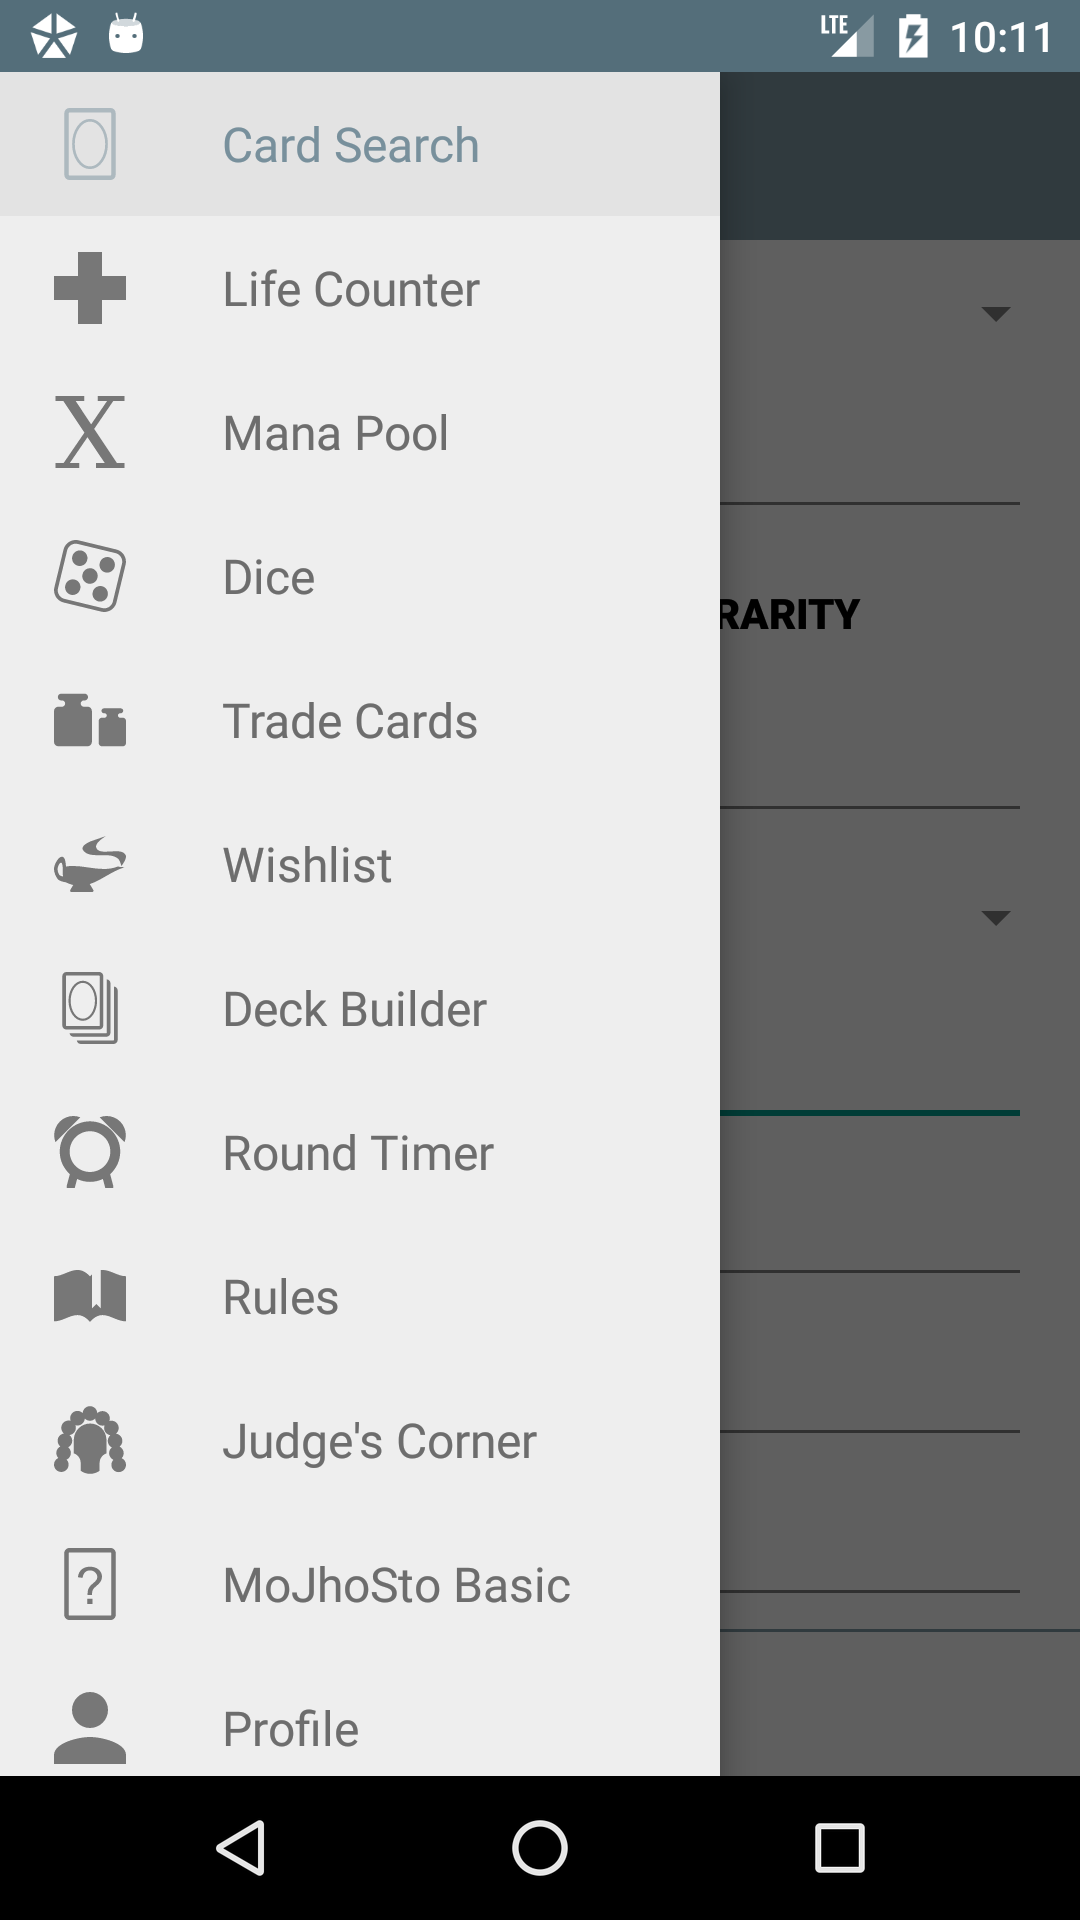 LTE 10:11
Card Search
Life Counter
X Mana Pool
Dice
RARITY
Trade Cards
Wishlist
Deck Builder
Round Timer
Rules
Judge's Corner
? MoJhoSto Basic
Profile